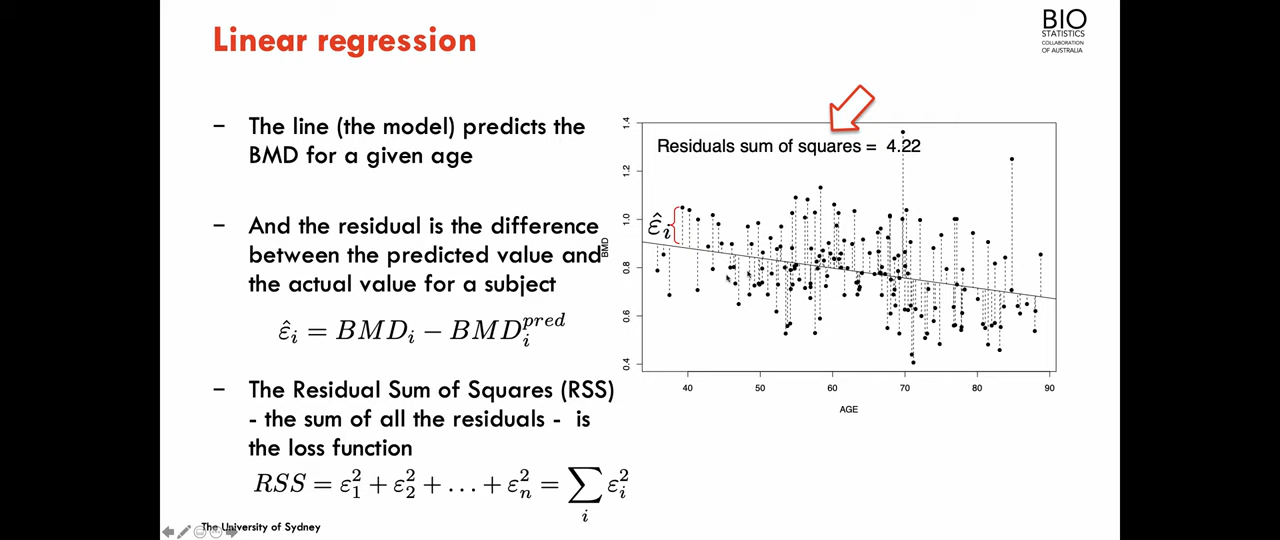 Linear regression
BIO
STATISTICS
COLLABORATION
OF AUSTRALIA
– The line (the model) predicts the
BMD for a given age
– And the residual is the difference
between the predicted value and
the actual value for a subject
ε̂ᵢ = BMDᵢ − BMDᵢᵖʳᵉᵈ
– The Residual Sum of Squares (RSS)
- the sum of all the residuals - is
the loss function
RSS = ε₁² + ε₂² + . . . + εₙ² = ∑ᵢ εᵢ²
Residuals sum of squares = 4.22
ε̂ᵢ
BMD
1.4
1.2
1.0
0.8
0.6
0.4
40 50 60 70 80 90
AGE
The University of Sydney